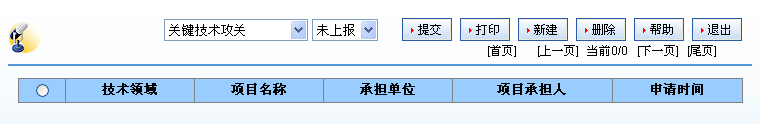 关键技术攻关 未上报 提交 打印 新建 删除 帮助 退出
[首页] [上一页] 当前0/0 [下一页] [尾页]
技术领域 项目名称 承担单位 项目承担人 申请时间